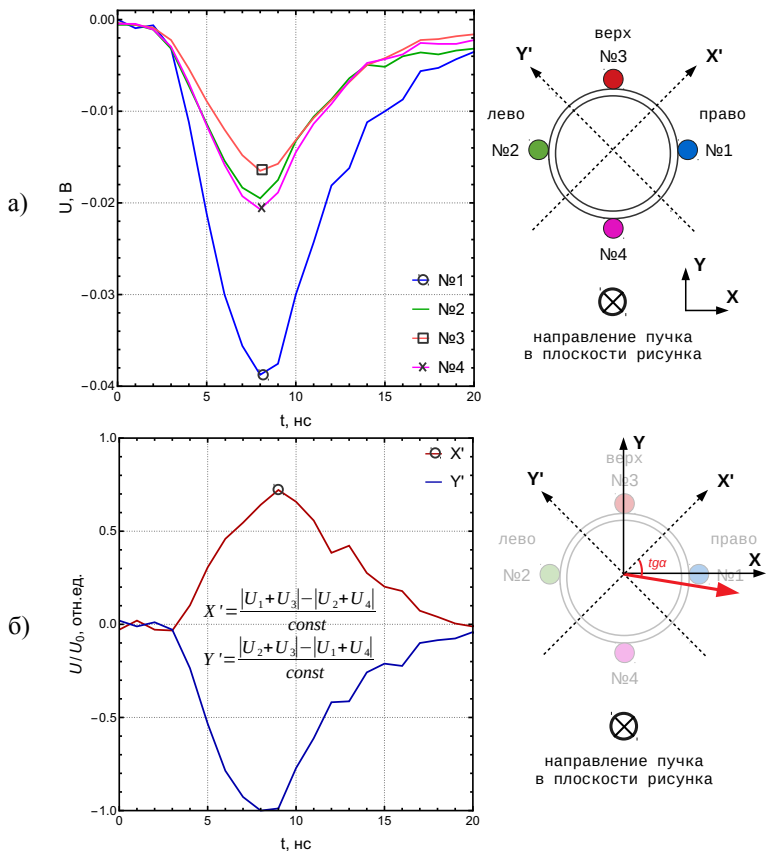 а)
U, В
0.00
−0.01
−0.02
−0.03
−0.04
0
5
10
15
20
t, нс
№1
№2
№3
№4
верх
№3
Y'
X'
лево
право
№2
№1
№4
Y
X
направление пучка
в плоскости рисунка
б)
U/U₀, отн.ед.
1.0
0.5
0.0
−0.5
−1.0
0
5
10
15
20
t, нс
X'
Y'
X'=|U₁+U₃|−|U₂+U₄|/const
Y'=|U₂+U₃|−|U₁+U₄|/const
Y
верх
Y'
№3
X'
лево
право
tgα
X
№2
№1
№4
направление пучка
в плоскости рисунка